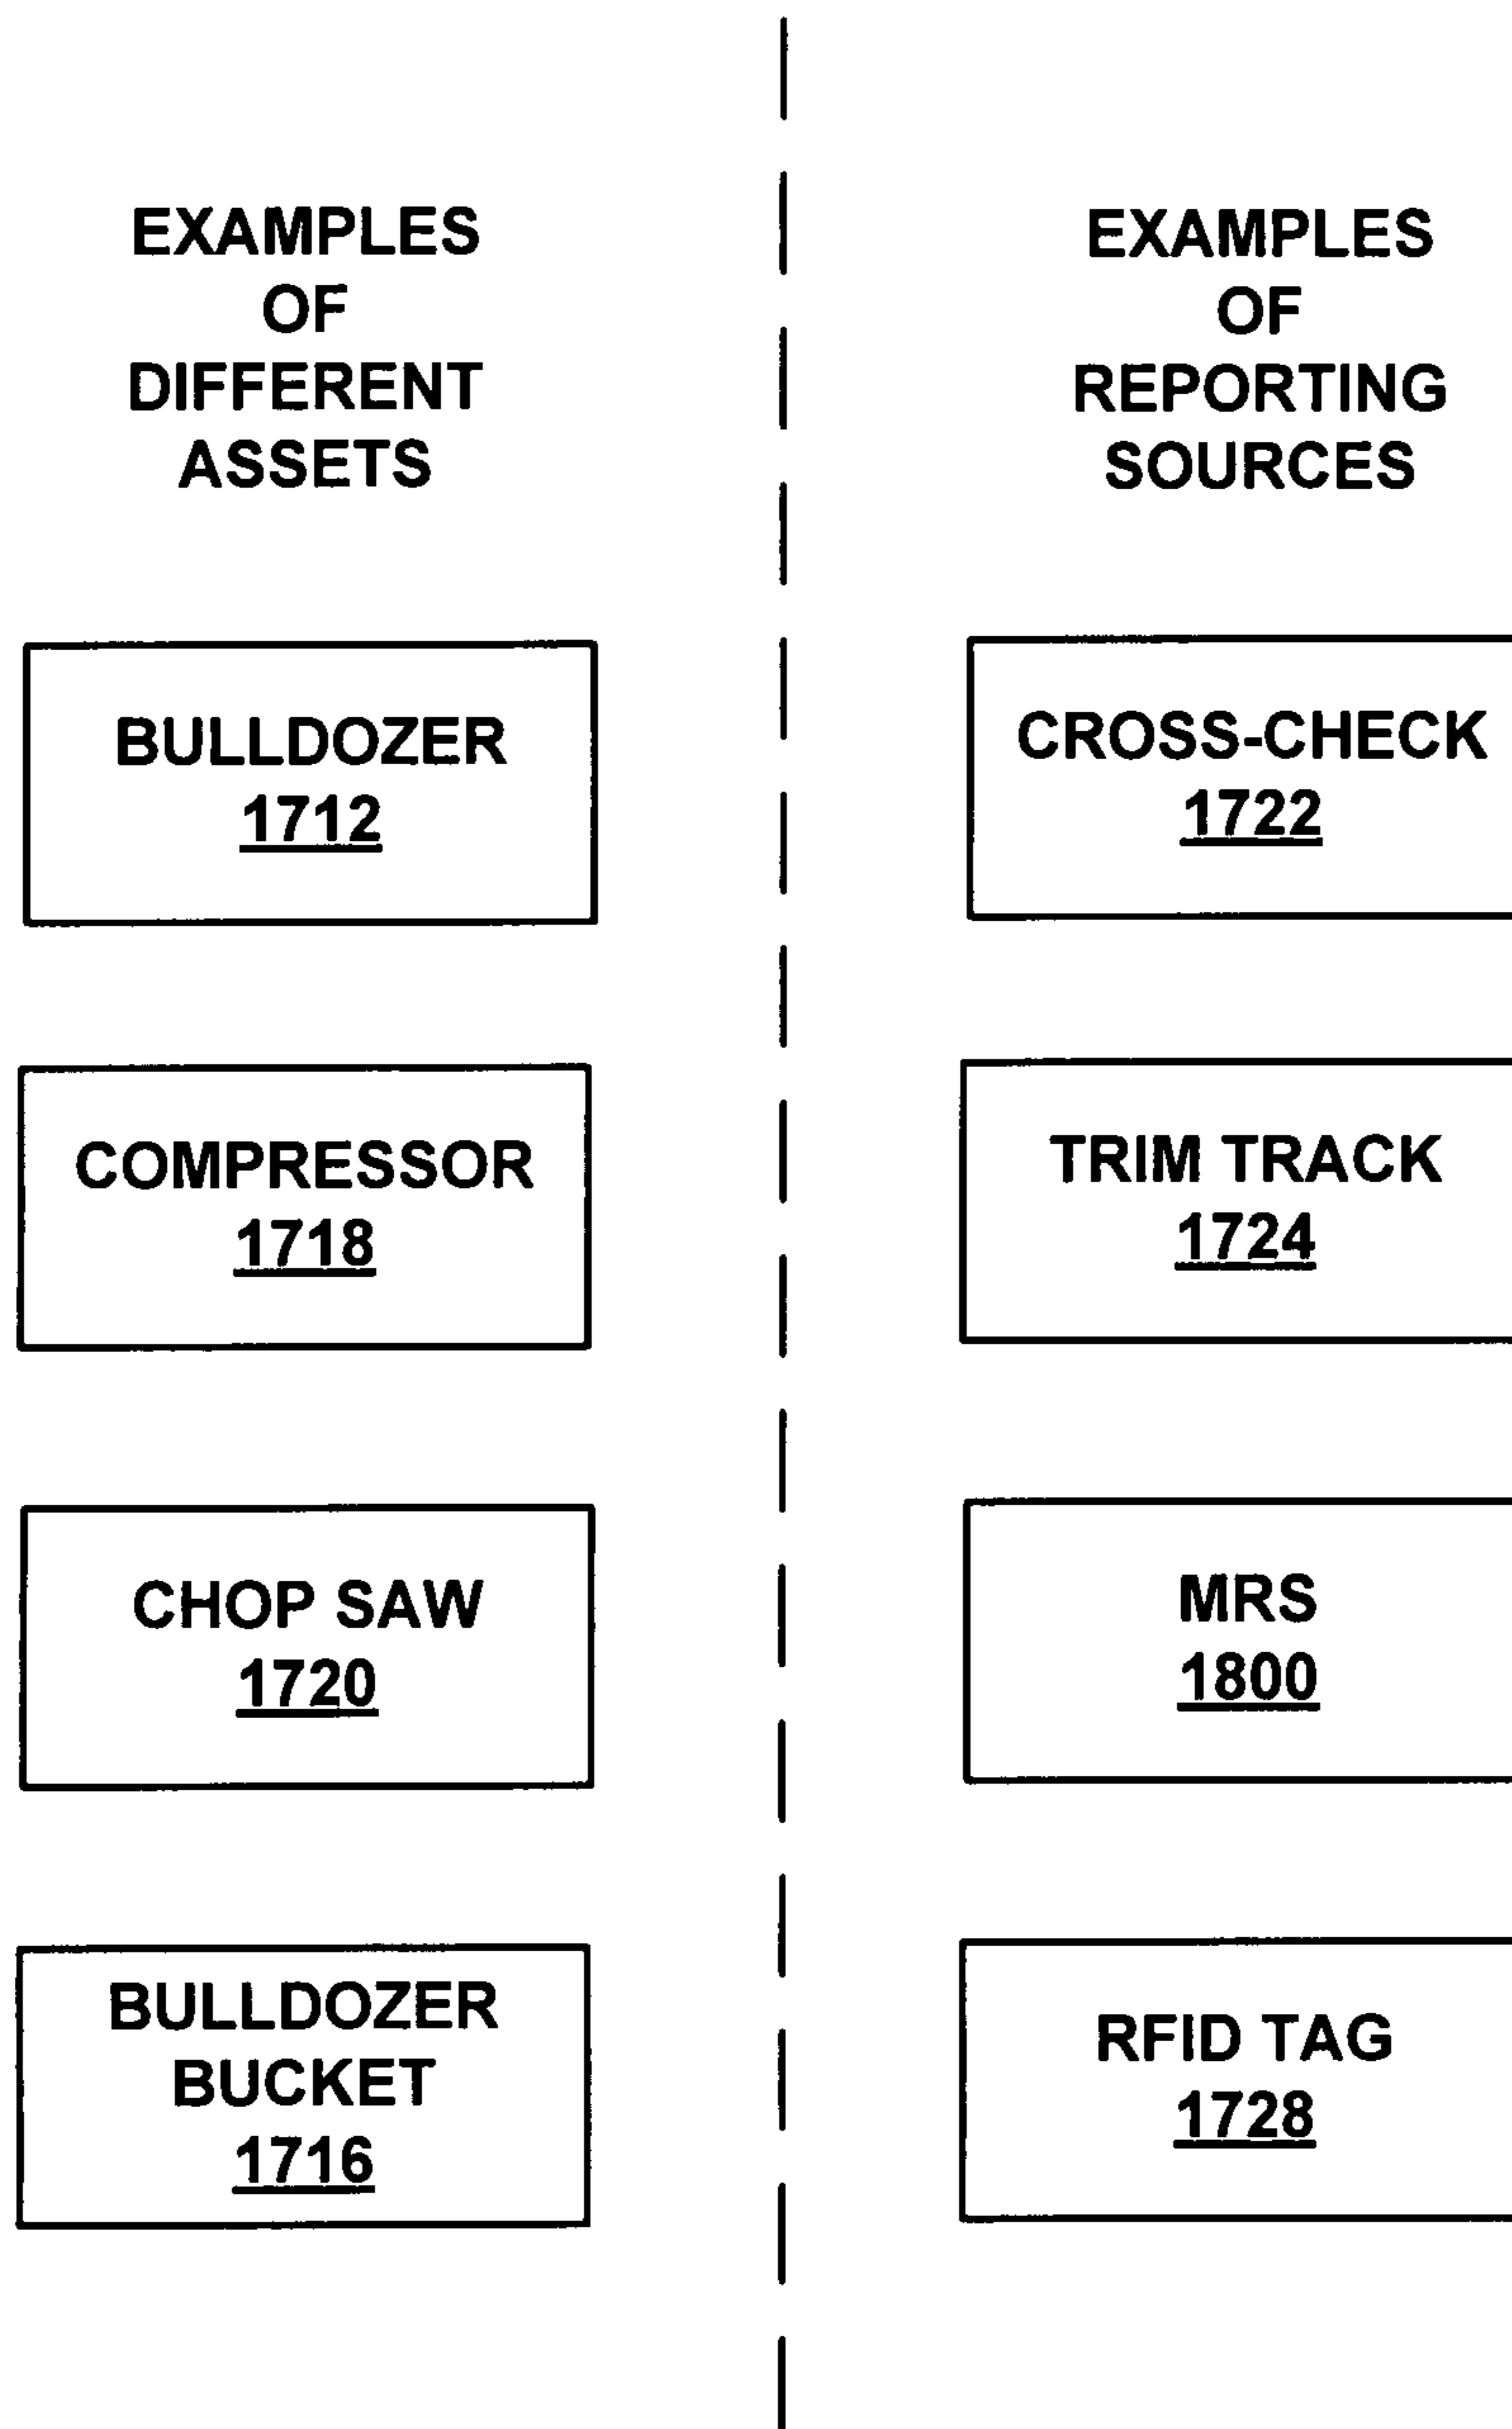 EXAMPLES
OF
DIFFERENT
ASSETS
BULLDOZER
1712
COMPRESSOR
1718
CHOP SAW
1720
BULLDOZER
BUCKET
1716
EXAMPLES
OF
REPORTING
SOURCES
CROSS-CHECK
1722
TRIM TRACK
1724
MRS
1800
RFID TAG
1728